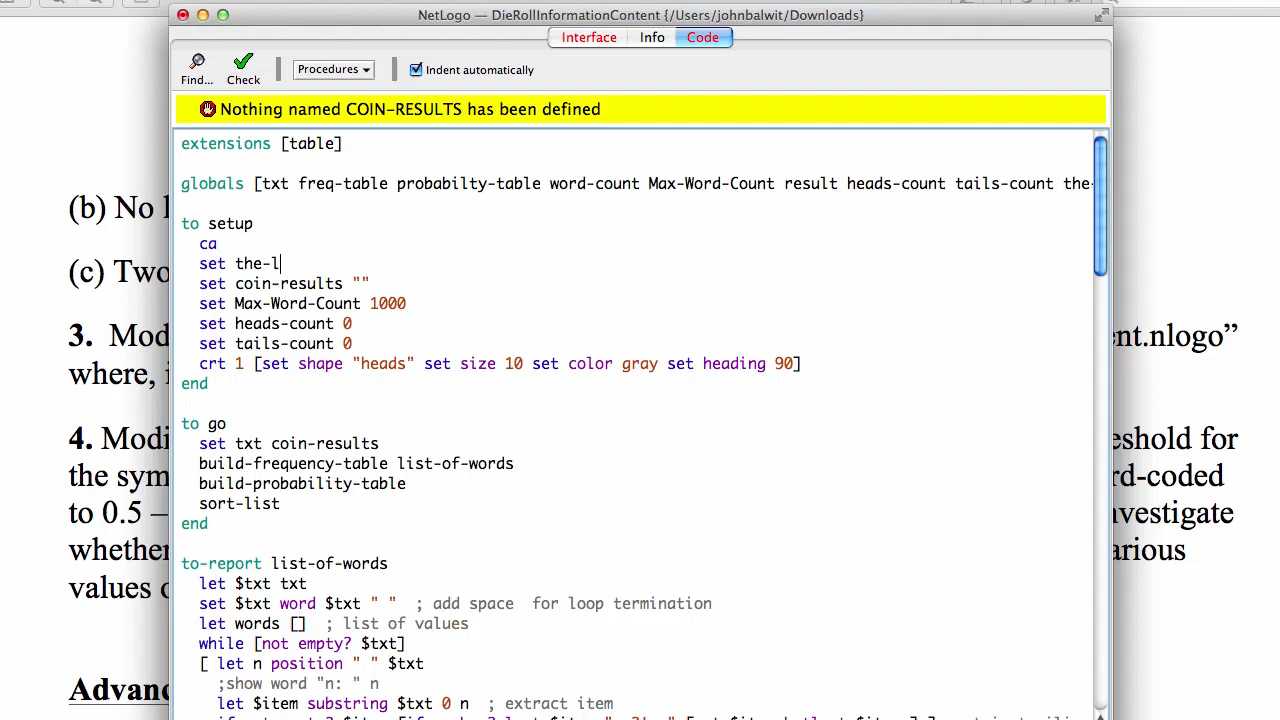 NetLogo — DieRollInformationContent {/Users/johnbalwit/Downloads}
Interface Info Code
Find... Check Procedures Indent automatically
Nothing named COIN-RESULTS has been defined
extensions [table]
globals [txt freq-table probabilty-table word-count Max-Word-Count result heads-count tails-count the-
to setup
ca
set the-l
set coin-results ""
set Max-Word-Count 1000
set heads-count 0
set tails-count 0
crt 1 [set shape "heads" set size 10 set color gray set heading 90]
end
to go
set txt coin-results
build-frequency-table list-of-words
build-probability-table
sort-list
end
to-report list-of-words
let $txt txt
set $txt word $txt " " ; add space for loop termination
let words [] ; list of values
while [not empty? $txt]
[ let n position " " $txt
;show word "n: " n
let $item substring $txt 0 n ; extract item
(b) No
(c) Two
3. Mod ent.nlogo”
where,
4. Modi eshold for
the sym rd-coded
to 0.5 – nvestigate
whether arious
values
Advanc